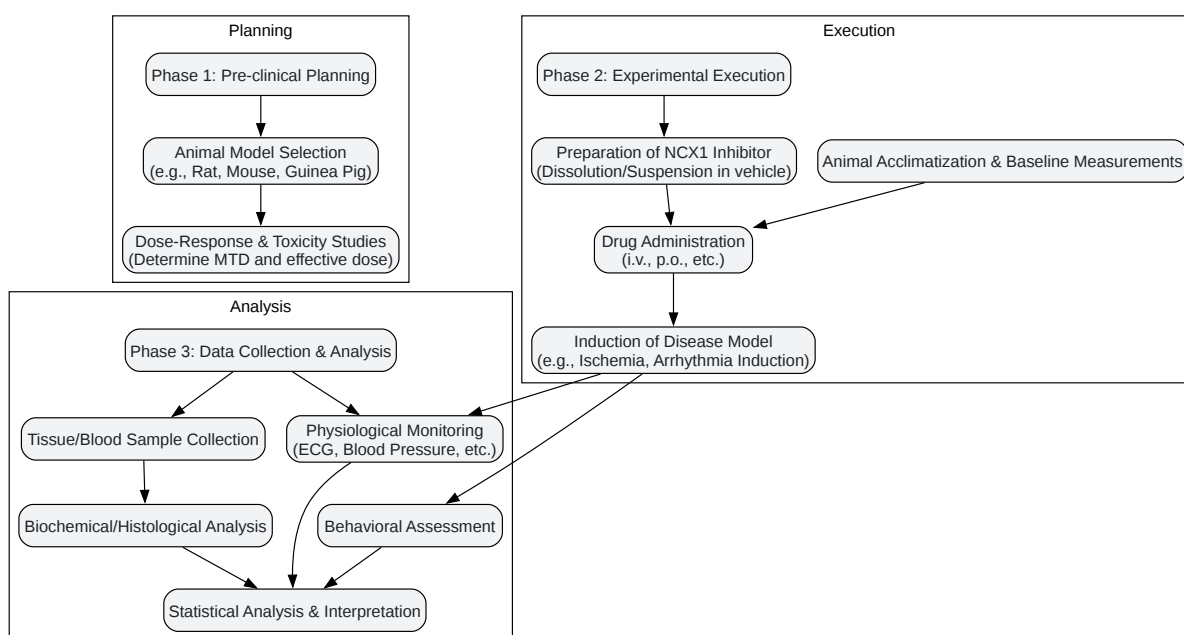 Planning
Phase 1: Pre-clinical Planning
Animal Model Selection
(e.g., Rat, Mouse, Guinea Pig)
Dose-Response & Toxicity Studies
(Determine MTD and effective dose)
Execution
Phase 2: Experimental Execution
Preparation of NCX1 Inhibitor
(Dissolution/Suspension in vehicle)
Animal Acclimatization & Baseline Measurements
Drug Administration
(i.v., p.o., etc.)
Induction of Disease Model
(e.g., Ischemia, Arrhythmia Induction)
Analysis
Phase 3: Data Collection & Analysis
Tissue/Blood Sample Collection
Physiological Monitoring
(ECG, Blood Pressure, etc.)
Biochemical/Histological Analysis
Behavioral Assessment
Statistical Analysis & Interpretation